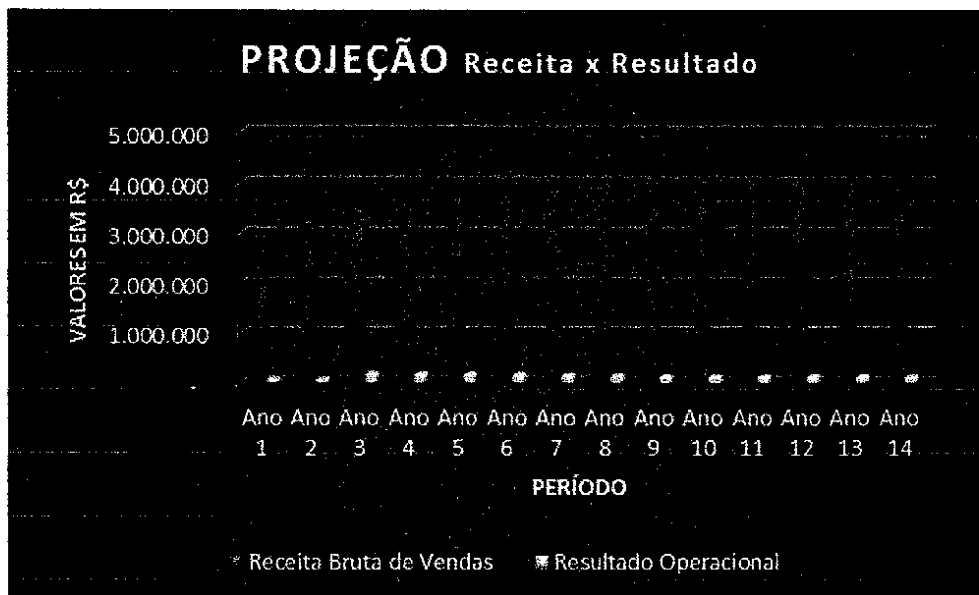 PROJEÇÃO Receita x Resultado
5.000.000
4.000.000
3.000.000
2.000.000
1.000.000
-
VALORES EM R$
Ano Ano Ano Ano Ano Ano Ano Ano Ano Ano Ano Ano Ano Ano
1 2 3 4 5 6 7 8 9 10 11 12 13 14
PERÍODO
Receita Bruta de Vendas Resultado Operacional